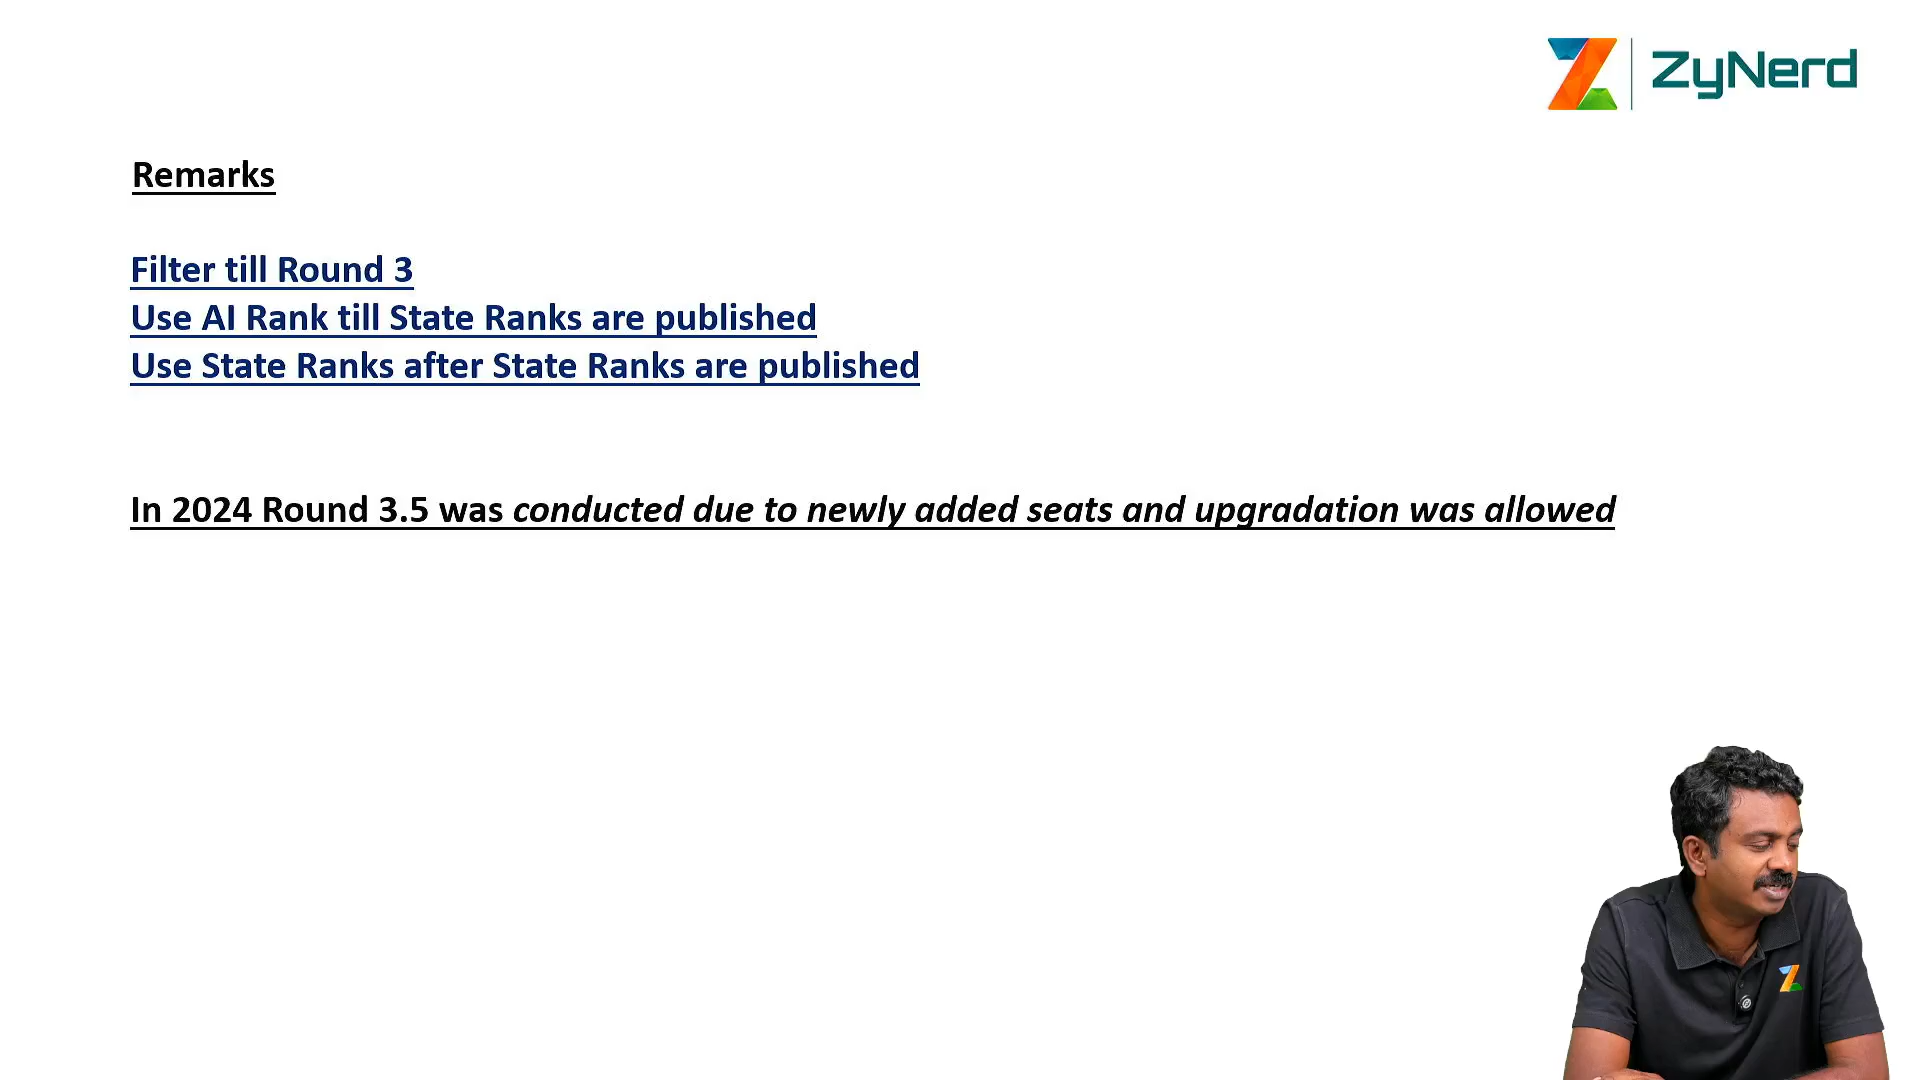 ZyNerd
Remarks
Filter till Round 3
Use AI Rank till State Ranks are published
Use State Ranks after State Ranks are published
In 2024 Round 3.5 was conducted due to newly added seats and upgradation was allowed